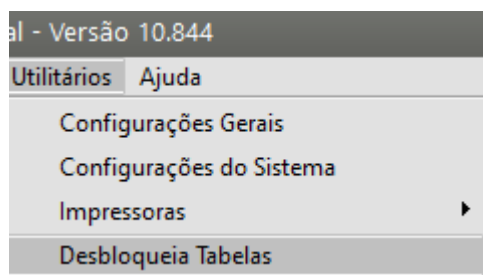 al - Versão 10.844
Utilitários Ajuda
Configurações Gerais
Configurações do Sistema
Impressoras
Desbloqueia Tabelas